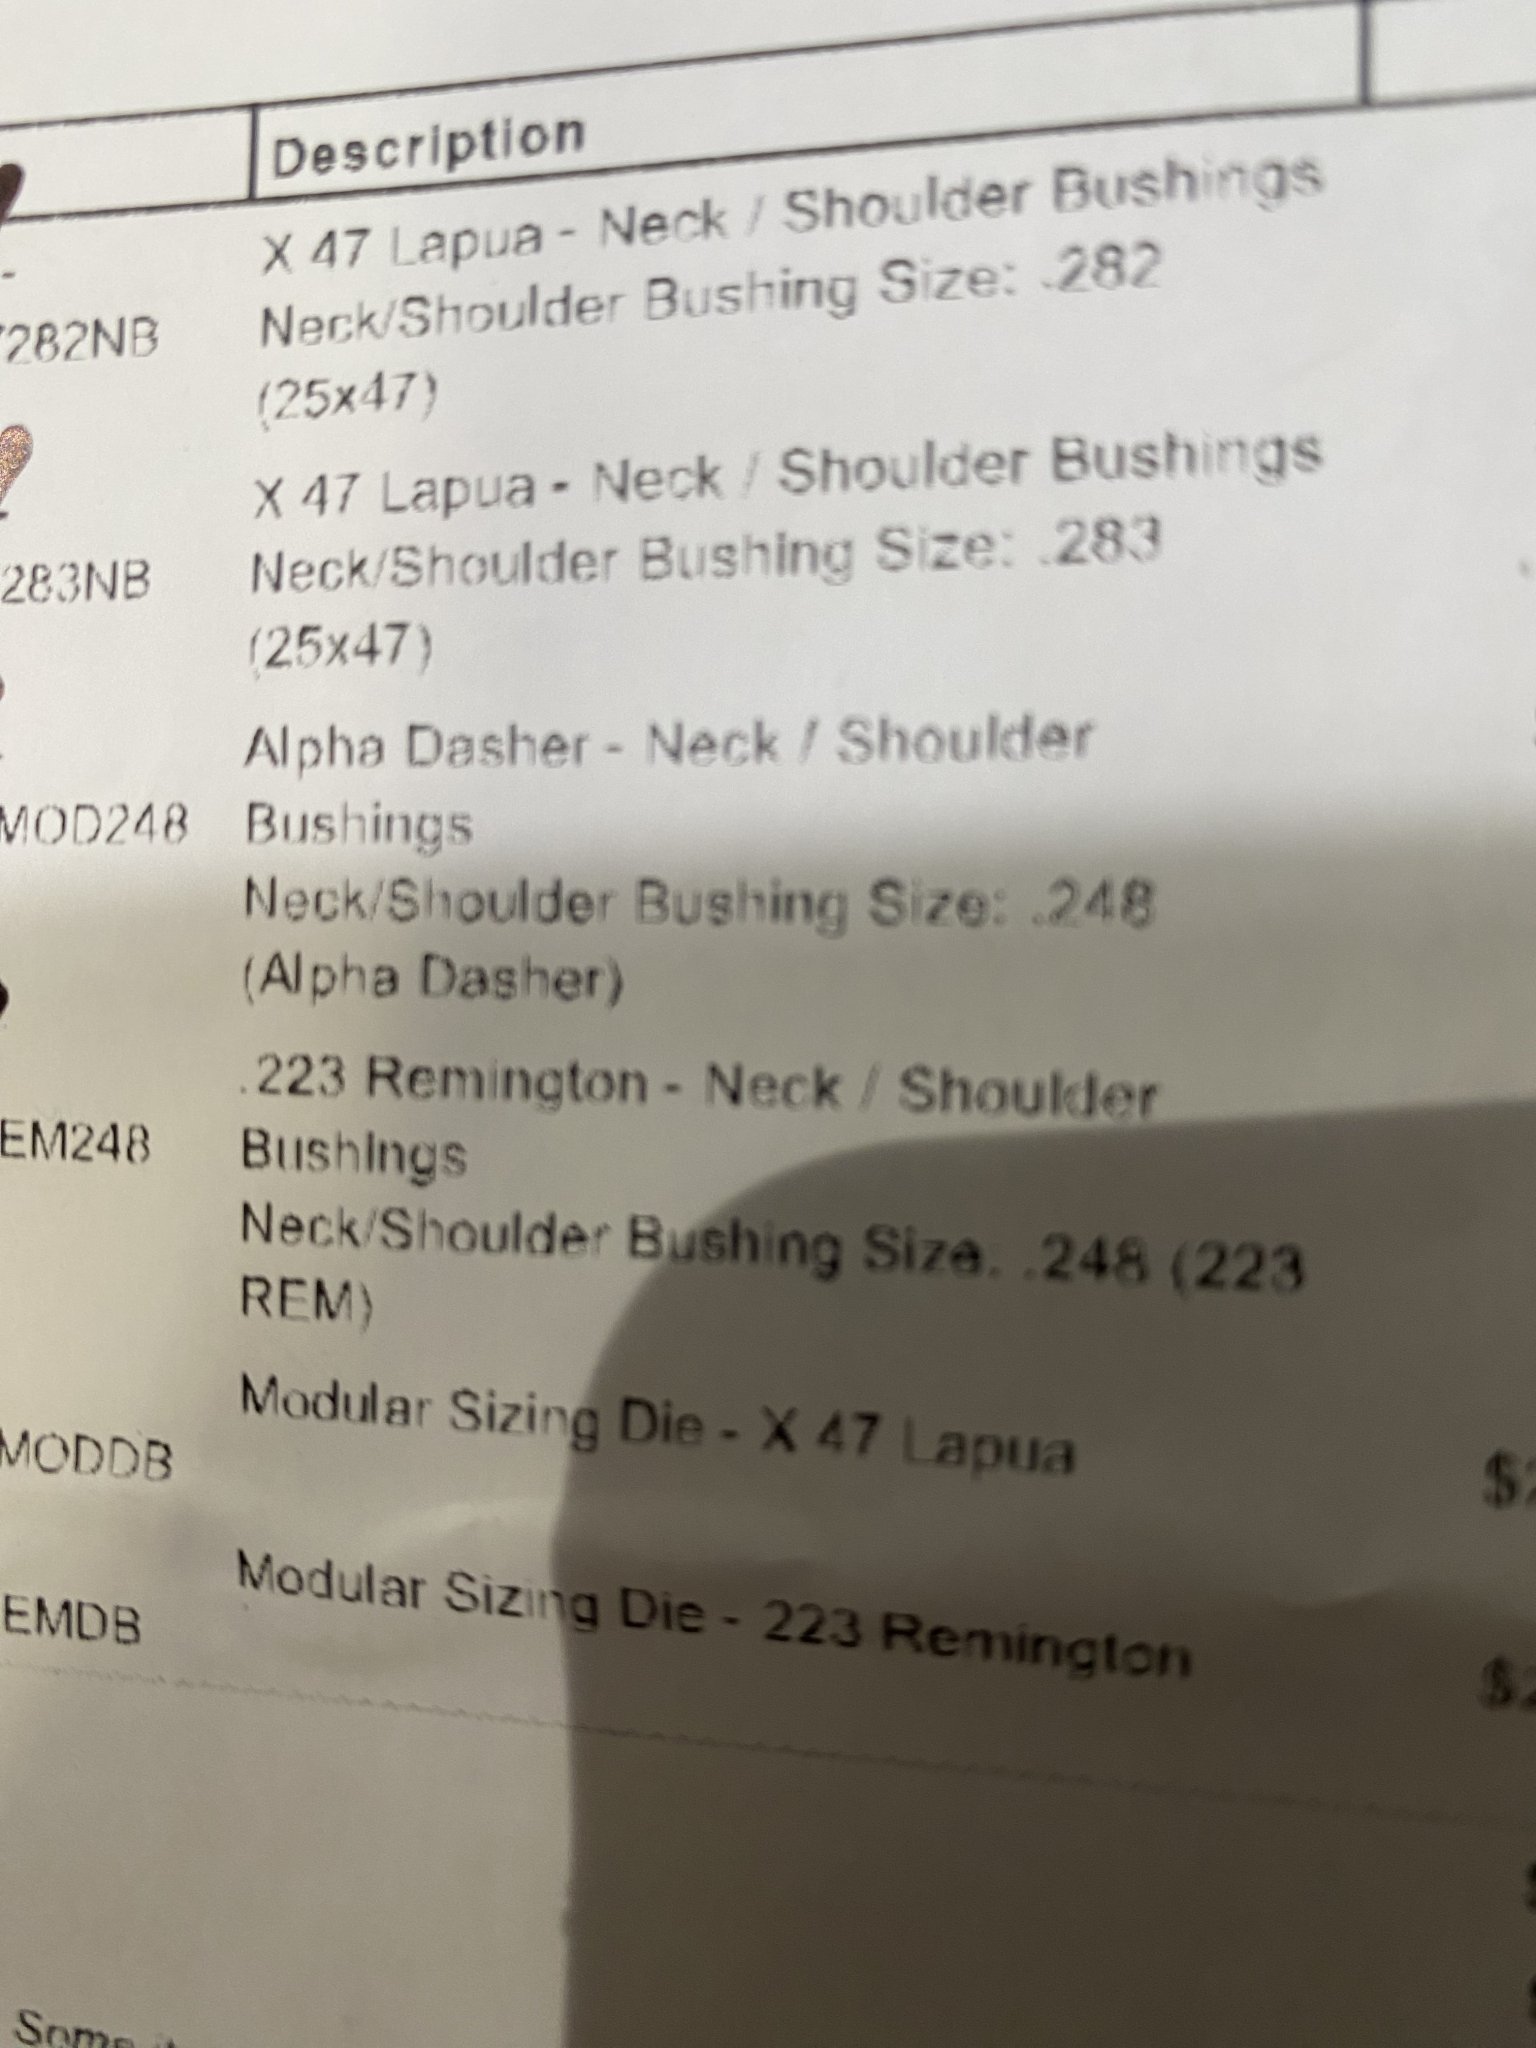 Description
X 47 Lapua - Neck / Shoulder Bushings
282NB Neck/Shoulder Bushing Size: .282
(25x47)
X 47 Lapua - Neck / Shoulder Bushings
283NB Neck/Shoulder Bushing Size: .283
(25x47)
Alpha Dasher - Neck / Shoulder
MOD248 Bushings
Neck/Shoulder Bushing Size: .248
(Alpha Dasher)
.223 Remington - Neck / Shoulder
EM248 Bushings
Neck/Shoulder Bushing Size. .248 (223
REM)
MODDB Modular Sizing Die - X 47 Lapua $2
EMDB Modular Sizing Die - 223 Remington $2
Some